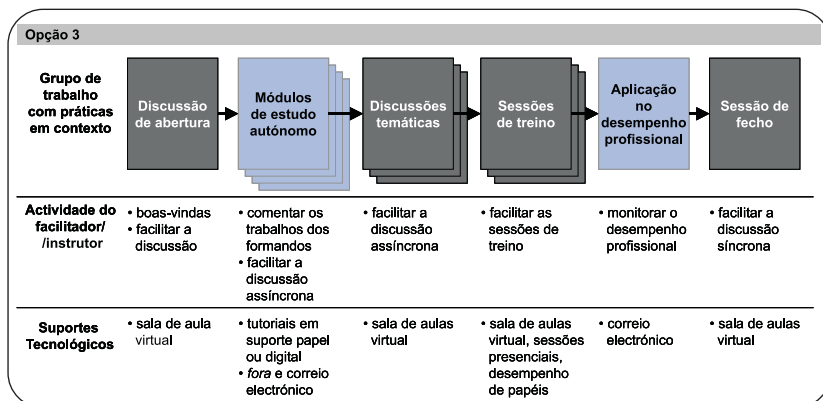 Opção 3
Grupo de
trabalho
com práticas
em contexto
Discussão
de abertura
Módulos
de estudo
autónomo
Discussões
temáticas
Sessões
de treino
Aplicação
no
desempenho
profissional
Sessão de
fecho
Actividade do
facilitador/
/instrutor
• boas-vindas
• facilitar a
discussão
• comentar os
trabalhos dos
formandos
• facilitar a
discussão
assíncrona
• facilitar a
discussão
assíncrona
• facilitar as
sessões de
treino
• monitorar o
desempenho
profissional
• facilitar a
discussão
síncrona
Suportes
Tecnológicos
• sala de aula
virtual
• tutoriais em
suporte papel
ou digital
• fora e correio
electrónico
• sala de aulas
virtual
• sala de aulas
virtual, sessões
presenciais,
desempenho
de papéis
• correio
electrónico
• sala de aulas
virtual